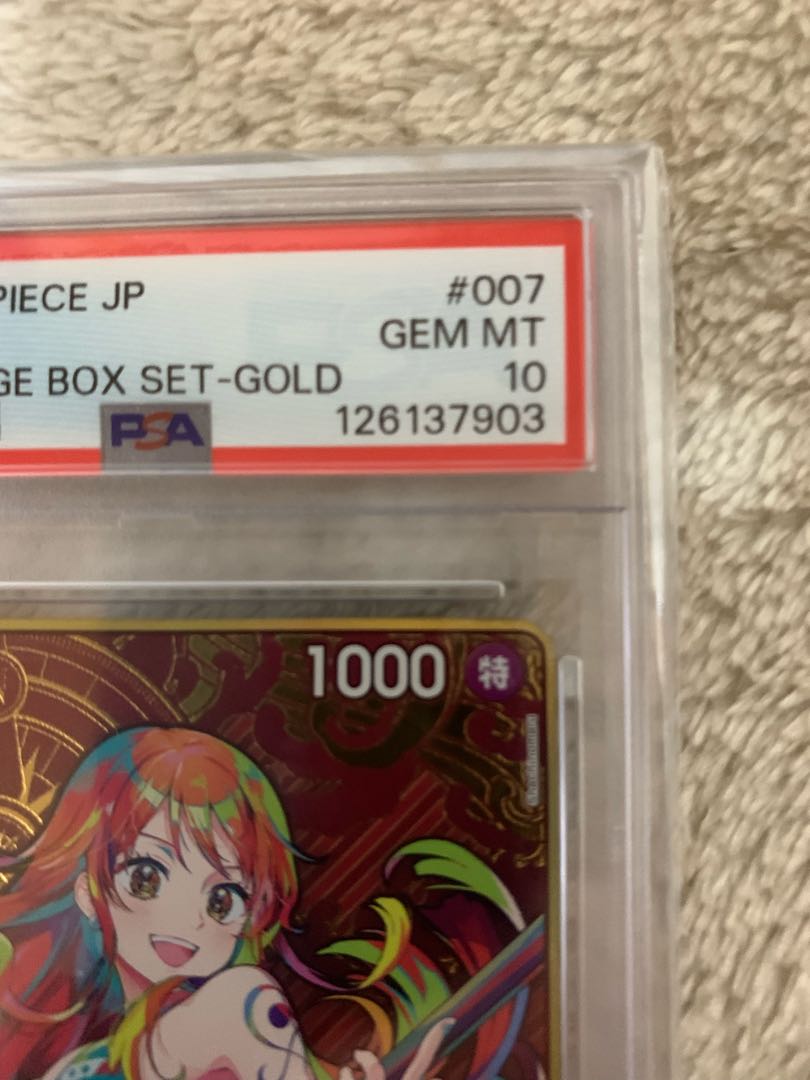 PIECE JP
#007
GEM MT
GE BOX SET-GOLD
10
PSA
126137903
1000
特